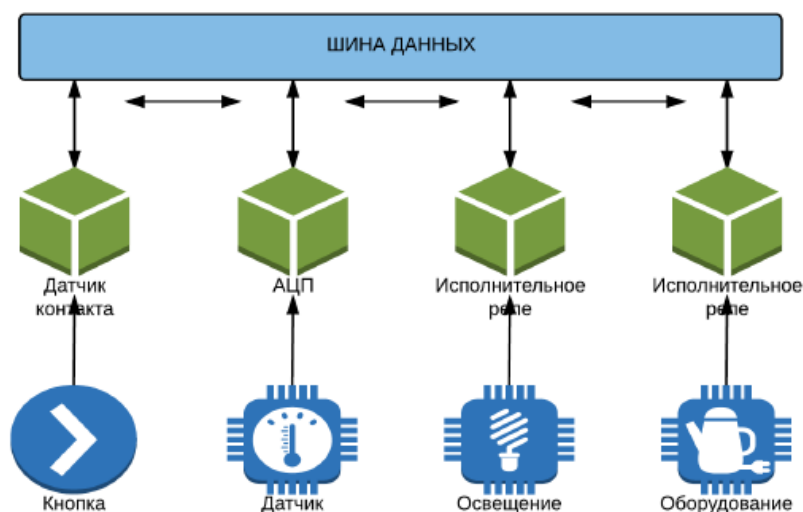 ШИНА ДАННЫХ
Датчик
контакта
АЦП
Исполнительное
реле
Исполнительное
реле
Кнопка
Датчик
Освещение
Оборудование